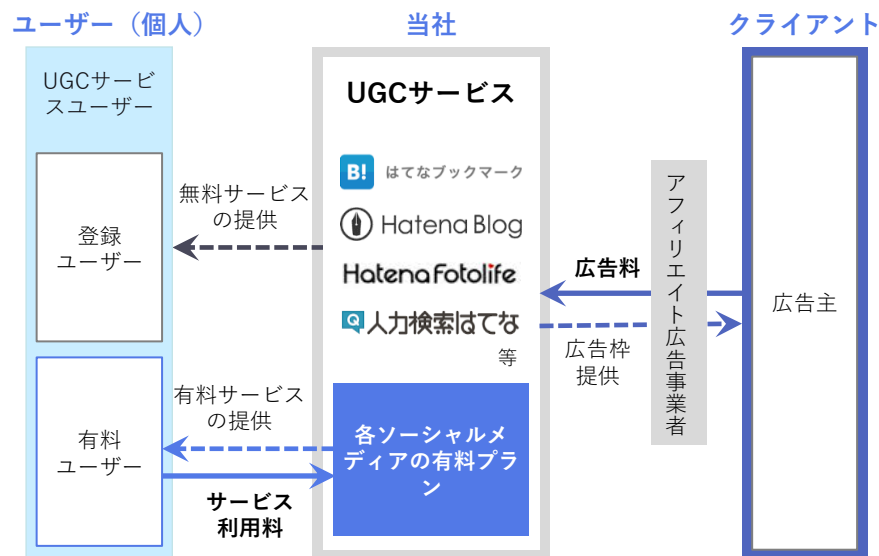 ユーザー（個人）
当社
クライアント
UGCサービ
スユーザー
登録
ユーザー
有料
ユーザー
無料サービス
の提供
有料サービス
の提供
サービス
利用料
UGCサービス
B! はてなブックマーク
Hatena Blog
Hatena Fotolife
Q 人力検索はてな
等
各ソーシャルメ
ディアの有料プラ
ン
広告料
広告枠
提供
アフィリエイト広告事業者
広告主